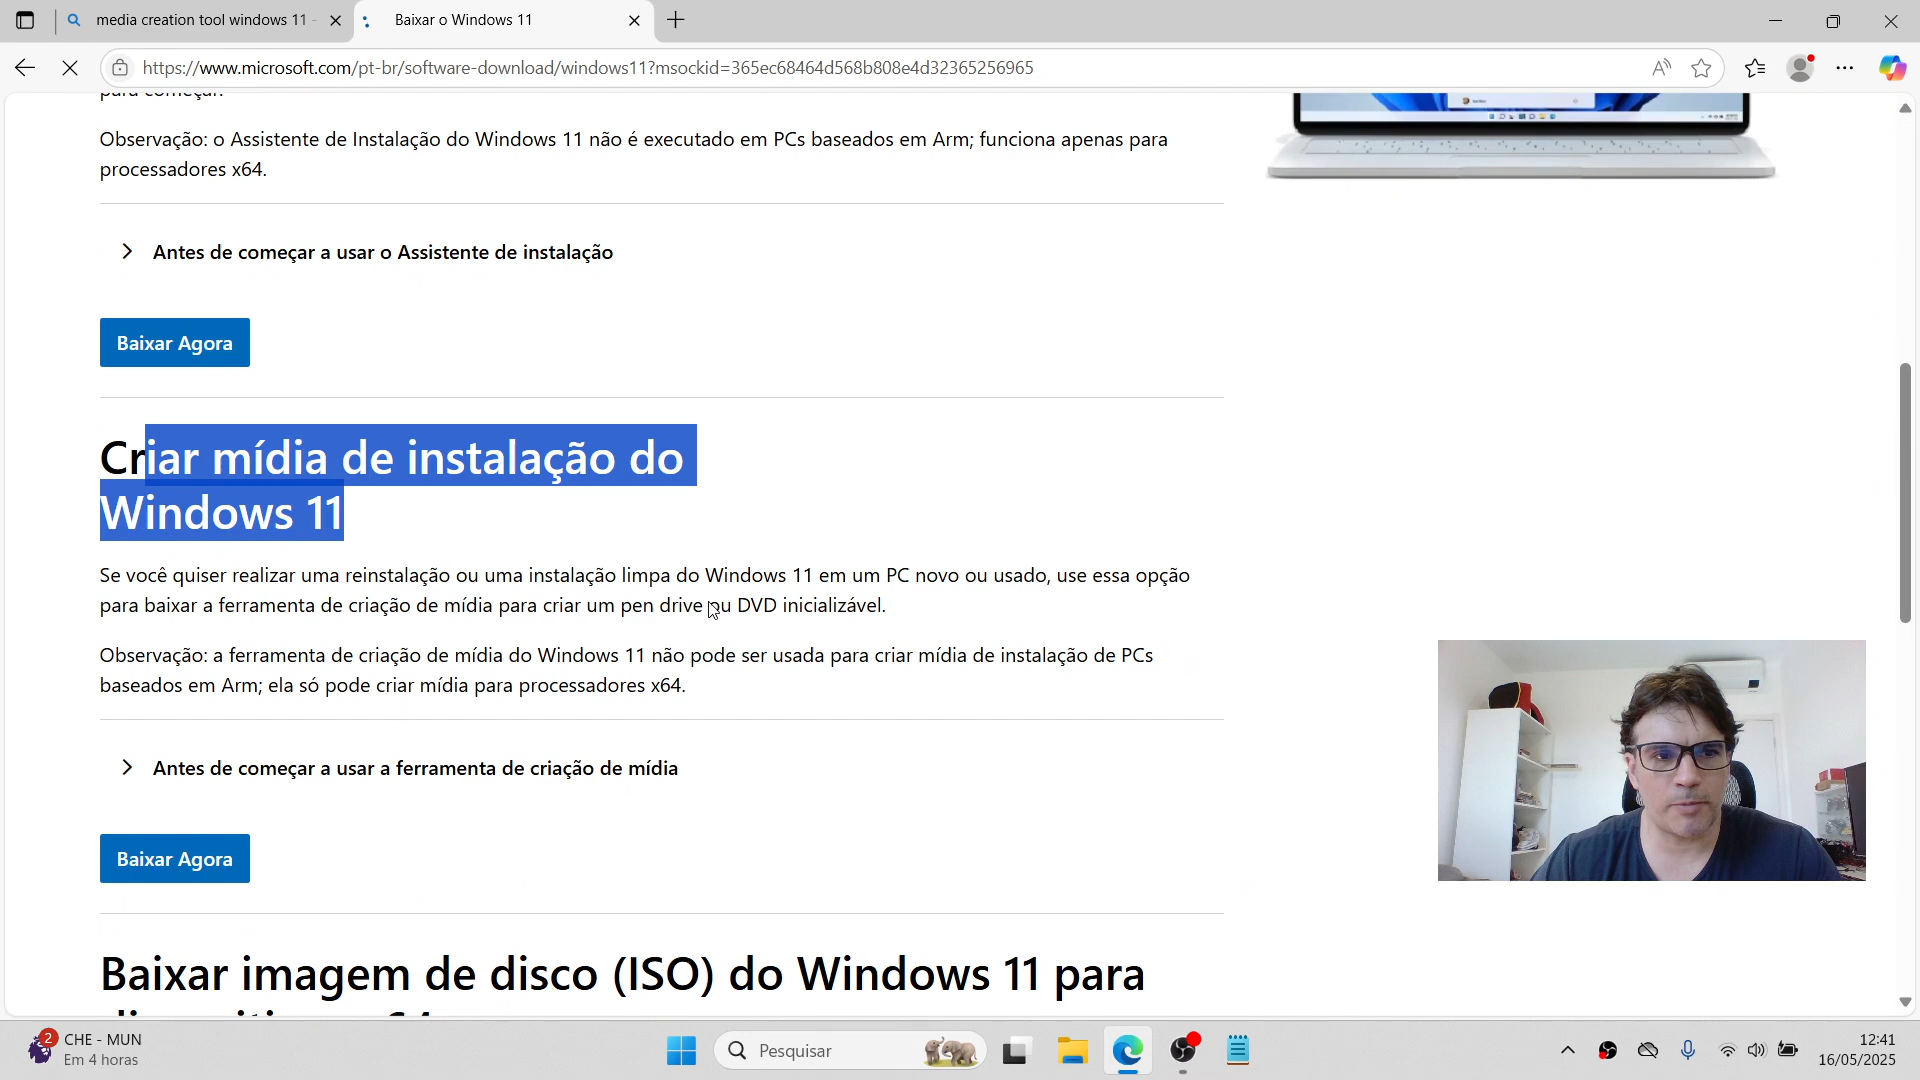 media creation tool windows 11 -
Baixar o Windows 11
https://www.microsoft.com/pt-br/software-download/windows11?msockid=365ec68464d568b808e4d32365256965
para começar.
Observação: o Assistente de Instalação do Windows 11 não é executado em PCs baseados em Arm; funciona apenas para
processadores x64.
Antes de começar a usar o Assistente de instalação
Baixar Agora
Criar mídia de instalação do
Windows 11
Se você quiser realizar uma reinstalação ou uma instalação limpa do Windows 11 em um PC novo ou usado, use essa opção
para baixar a ferramenta de criação de mídia para criar um pen drive ou DVD inicializável.
Observação: a ferramenta de criação de mídia do Windows 11 não pode ser usada para criar mídia de instalação de PCs
baseados em Arm; ela só pode criar mídia para processadores x64.
Antes de começar a usar a ferramenta de criação de mídia
Baixar Agora
Baixar imagem de disco (ISO) do Windows 11 para
2
CHE - MUN
Em 4 horas
Pesquisar
12:41
16/05/2025